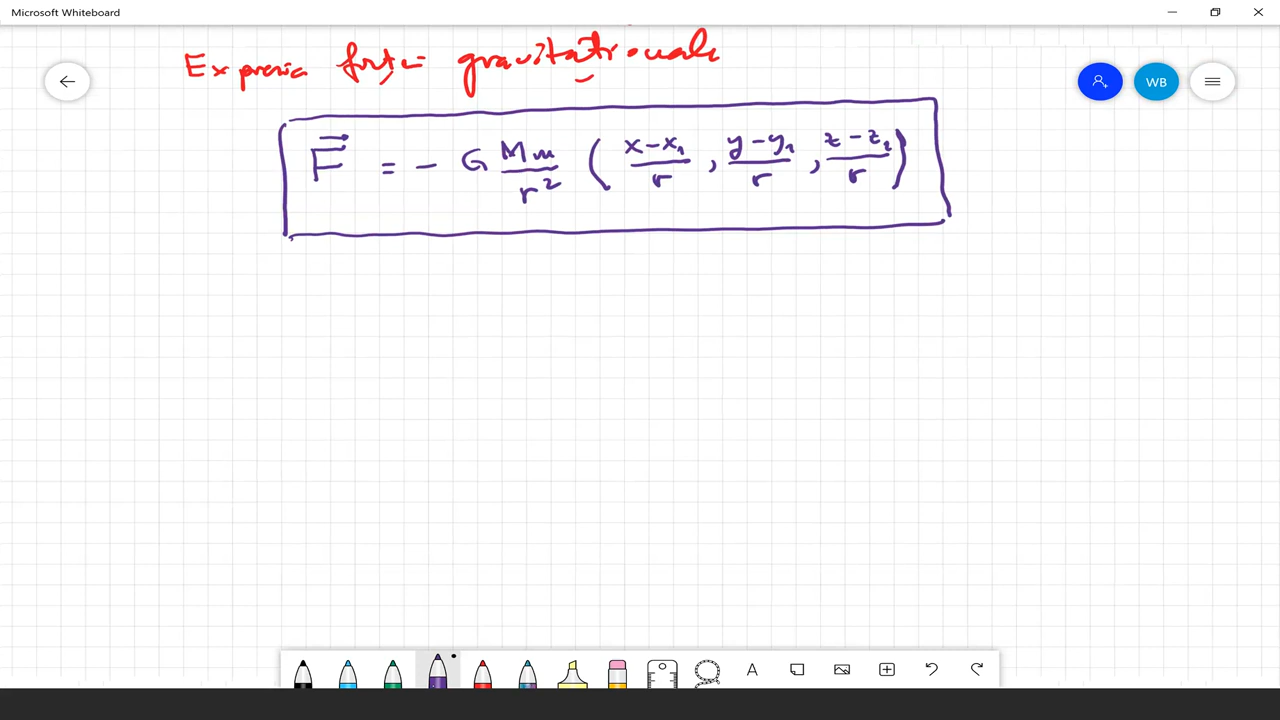 Microsoft Whiteboard
Expresia forței gravitaționale
WB
F⃗ = - G Mm/r² ( x-x₁/r , y-y₁/r , z-z₁/r )
A